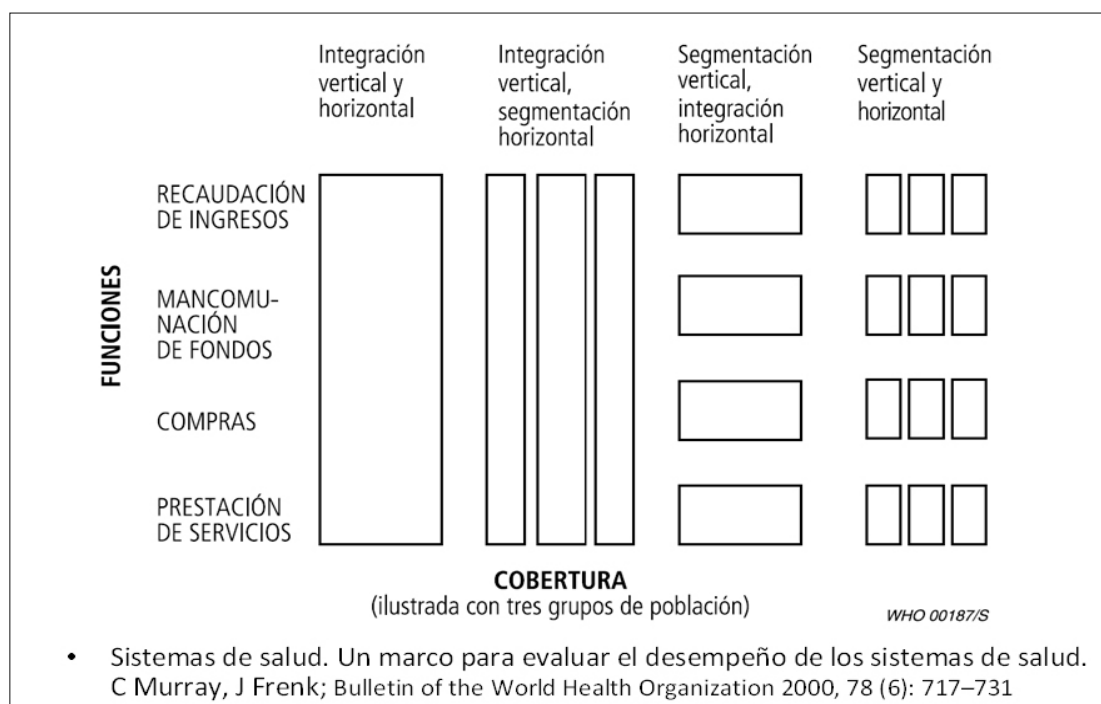 Integración
vertical y
horizontal
Integración
vertical,
segmentación
horizontal
Segmentación
vertical,
integración
horizontal
Segmentación
vertical y
horizontal
FUNCIONES
RECAUDACIÓN
DE INGRESOS
MANCOMU-
NACIÓN
DE FONDOS
COMPRAS
PRESTACIÓN
DE SERVICIOS
COBERTURA
(ilustrada con tres grupos de población)
WHO 00187/S
• Sistemas de salud. Un marco para evaluar el desempeño de los sistemas de salud.
C Murray, J Frenk; Bulletin of the World Health Organization 2000, 78 (6): 717–731